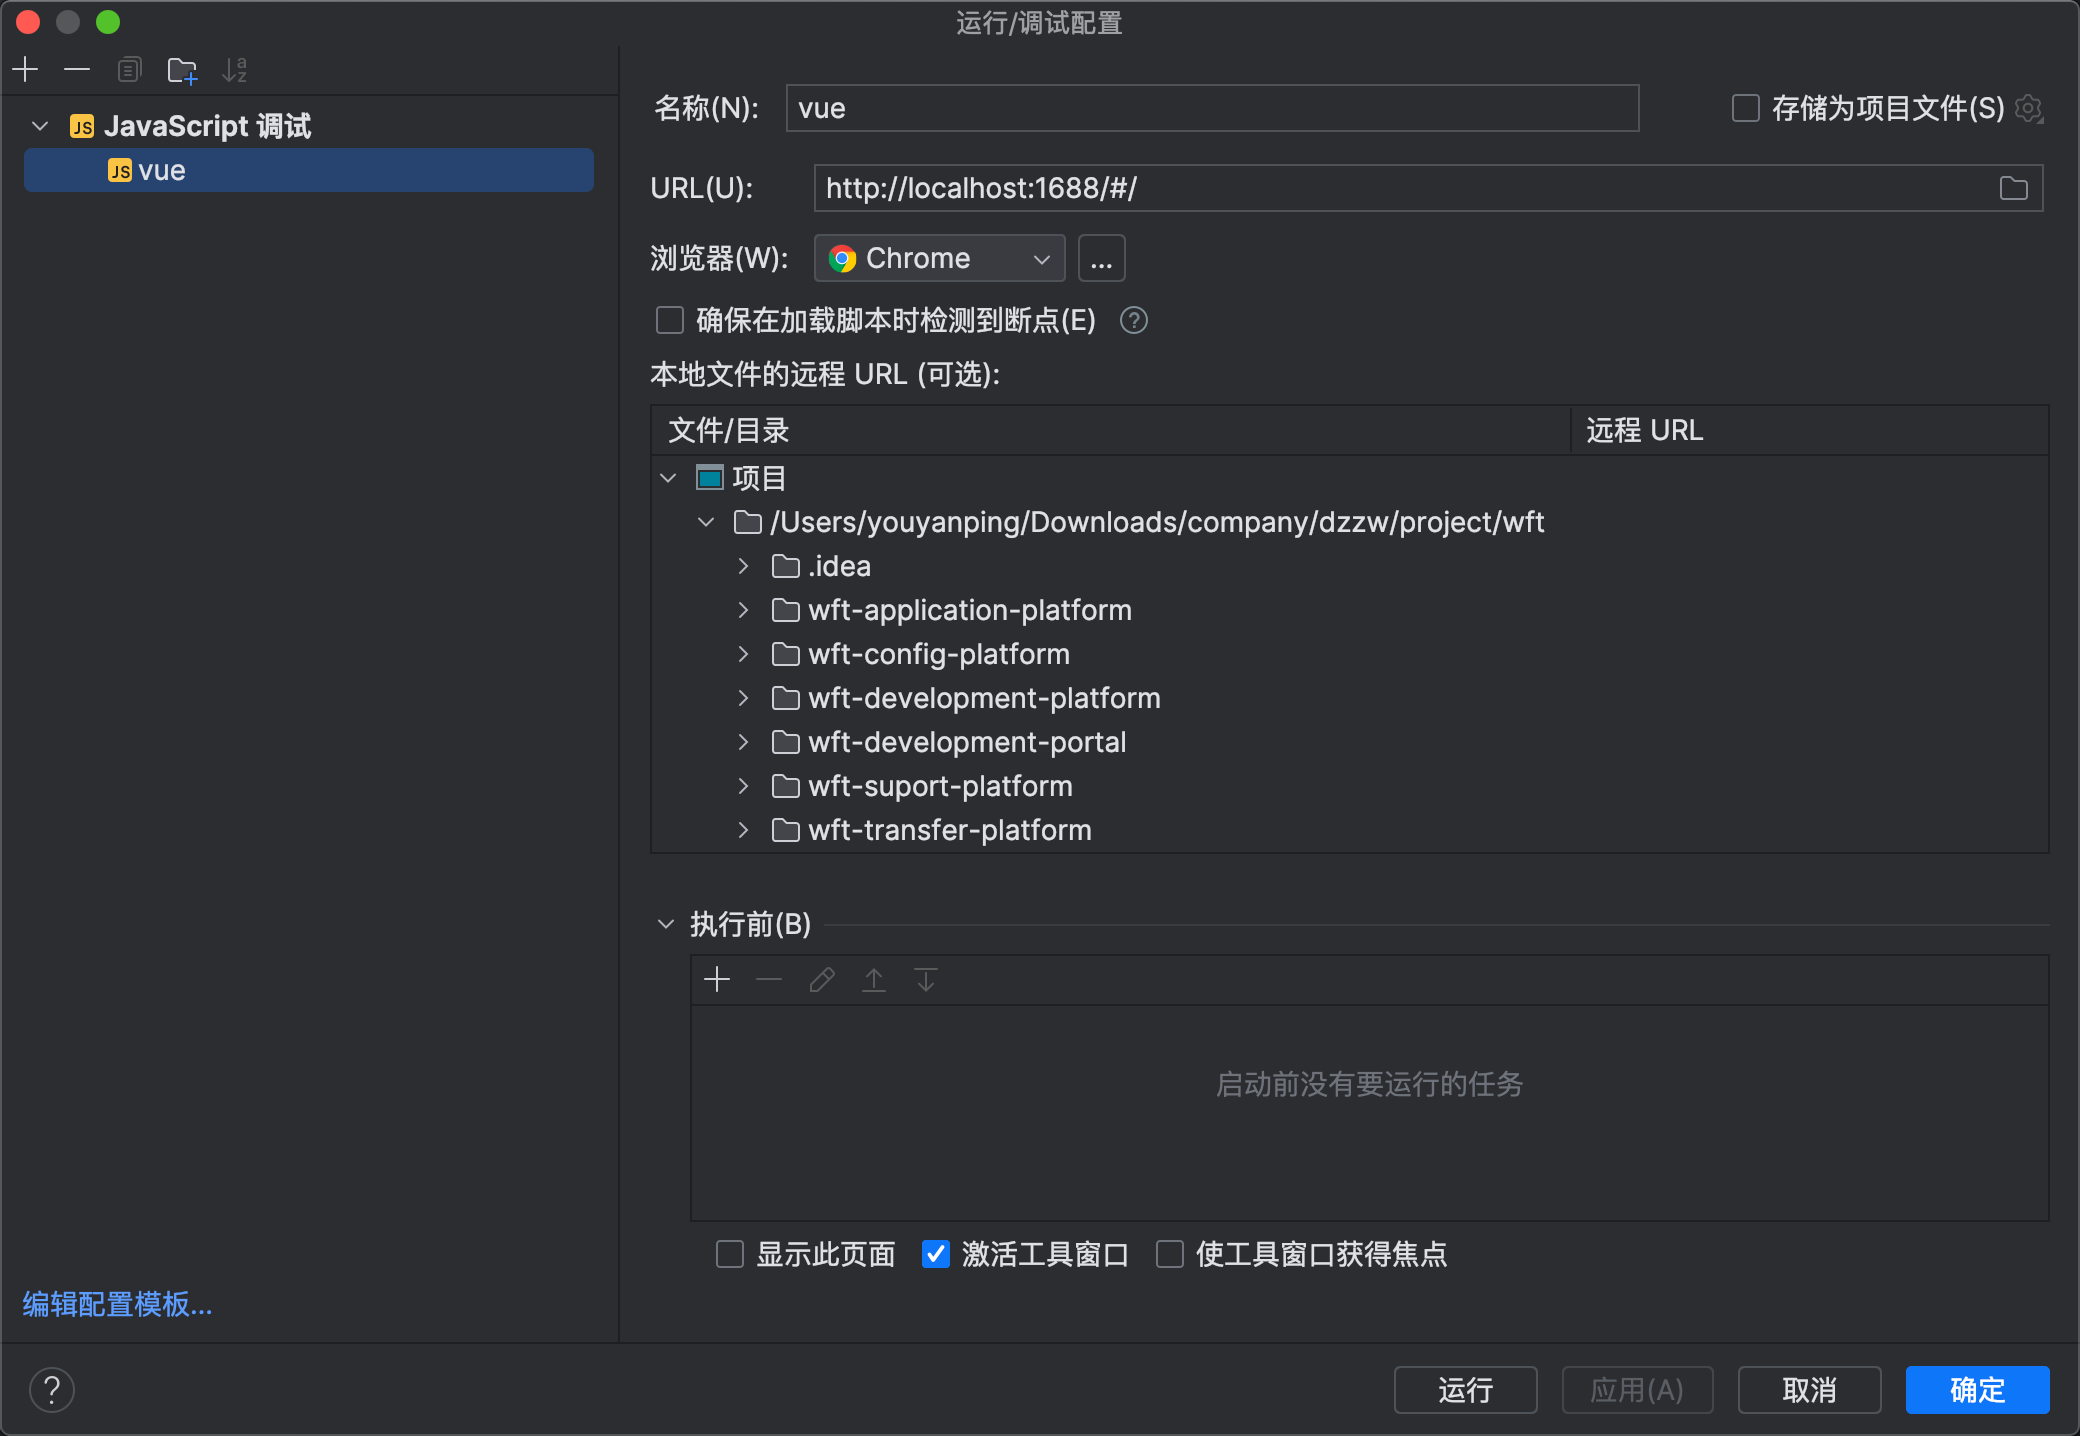 运行/调试配置
JS JavaScript 调试
JS vue
编辑配置模板...
名称(N): vue
存储为项目文件(S)
URL(U): http://localhost:1688/#/
浏览器(W): Chrome ...
确保在加载脚本时检测到断点(E) ?
本地文件的远程 URL (可选):
文件/目录 远程 URL
项目
/Users/youyanping/Downloads/company/dzzw/project/wft
.idea
wft-application-platform
wft-config-platform
wft-development-platform
wft-development-portal
wft-suport-platform
wft-transfer-platform
执行前(B)
启动前没有要运行的任务
显示此页面 激活工具窗口 使工具窗口获得焦点
? 运行 应用(A) 取消 确定